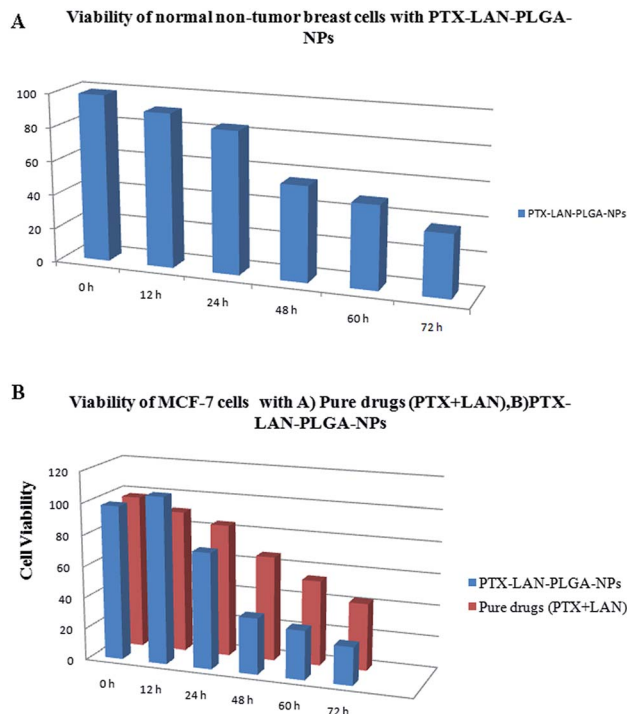 A
Viability of normal non-tumor breast cells with PTX-LAN-PLGA-
NPs
100
80
60
40
20
0
0 h
12 h
24 h
48 h
60 h
72 h
PTX-LAN-PLGA-NPs
B
Viability of MCF-7 cells with A) Pure drugs (PTX+LAN),B)PTX-
LAN-PLGA-NPs
Cell Viability
120
100
80
60
40
20
0
0 h
12 h
24 h
48 h
60 h
72 h
PTX-LAN-PLGA-NPs
Pure drugs (PTX+LAN)